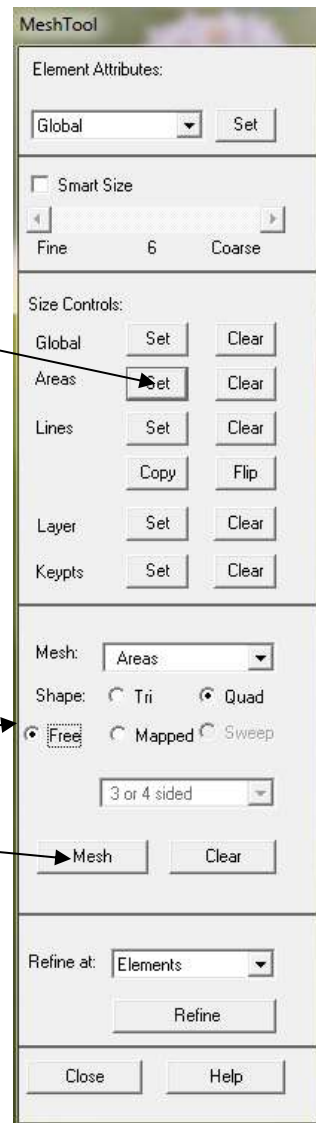 MeshTool
Element Attributes:
Global Set
Smart Size
Fine 6 Coarse
Size Controls:
Global Set Clear
Areas Set Clear
Lines Set Clear
Copy Flip
Layer Set Clear
Keypts Set Clear
Mesh: Areas
Shape: Tri Quad
Free Mapped Sweep
3 or 4 sided
Mesh Clear
Refine at: Elements
Refine
Close Help